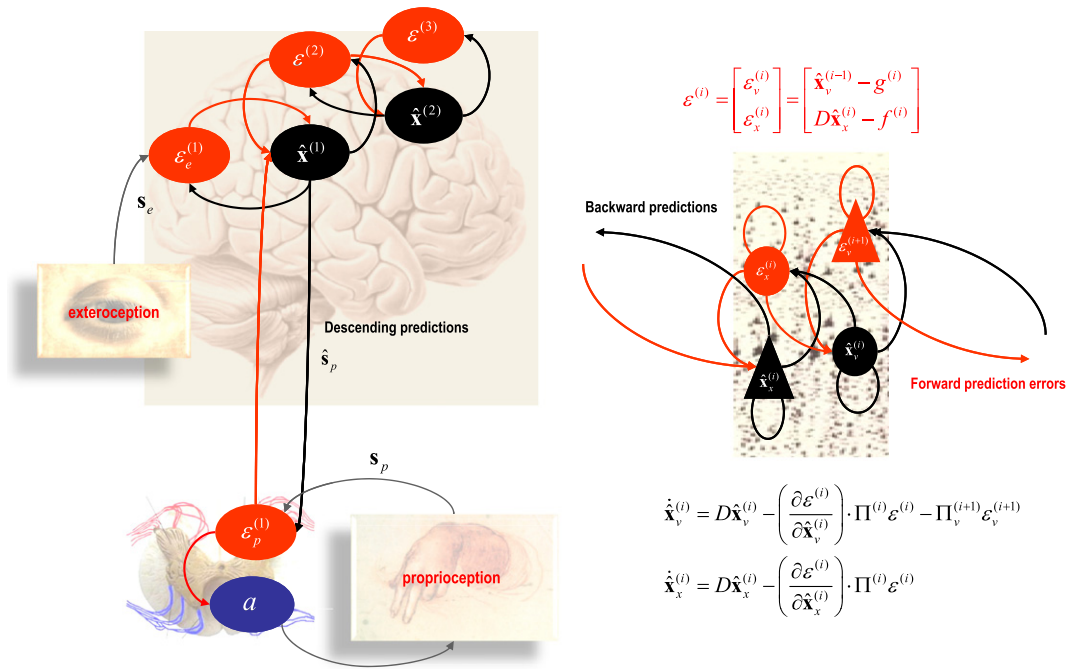 ε^(3)
ε^(2)
x̂^(2)
ε_e^(1)
x̂^(1)
s_e
exteroception
Descending predictions
ŝ_p
s_p
ε_p^(1)
proprioception
a
ε^(i) = [ε_v^(i); ε_x^(i)] = [x̂_v^(i−1) − g^(i); Dx̂_x^(i) − f^(i)]
Backward predictions
ε_v^(i+1)
ε_x^(i)
x̂_v^(i)
x̂_x^(i)
Forward prediction errors
ẋ̂_v^(i) = Dx̂_v^(i) − (∂ε^(i)/∂x̂_v^(i)) · Π^(i)ε^(i) − Π_v^(i+1)ε_v^(i+1)
ẋ̂_x^(i) = Dx̂_x^(i) − (∂ε^(i)/∂x̂_x^(i)) · Π^(i)ε^(i)